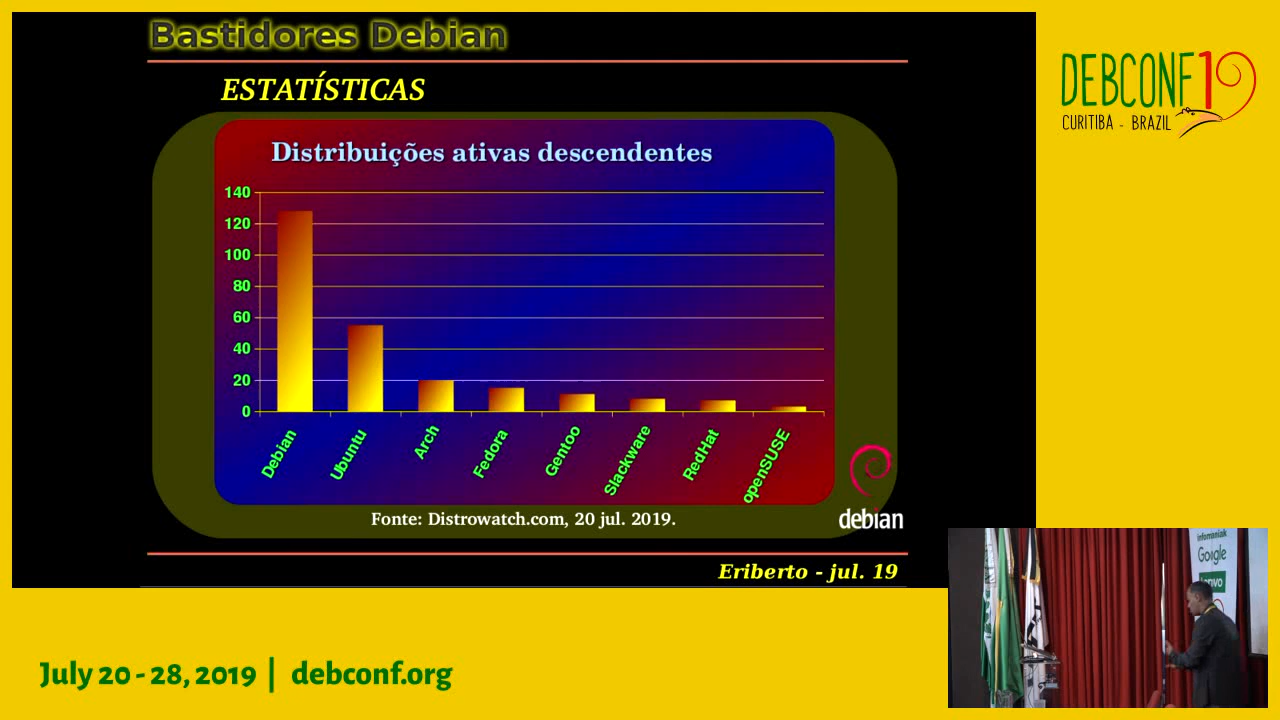 Bastidores Debian
ESTATÍSTICAS
Distribuições ativas descendentes
140
120
100
80
60
40
20
0
Debian
Ubuntu
Arch
Fedora
Gentoo
Slackware
RedHat
openSUSE
Fonte: Distrowatch.com, 20 jul. 2019.
debian
Eriberto - jul. 19
DEBCONF19
CURITIBA - BRAZIL
infomaniak
Google
July 20 - 28, 2019 | debconf.org